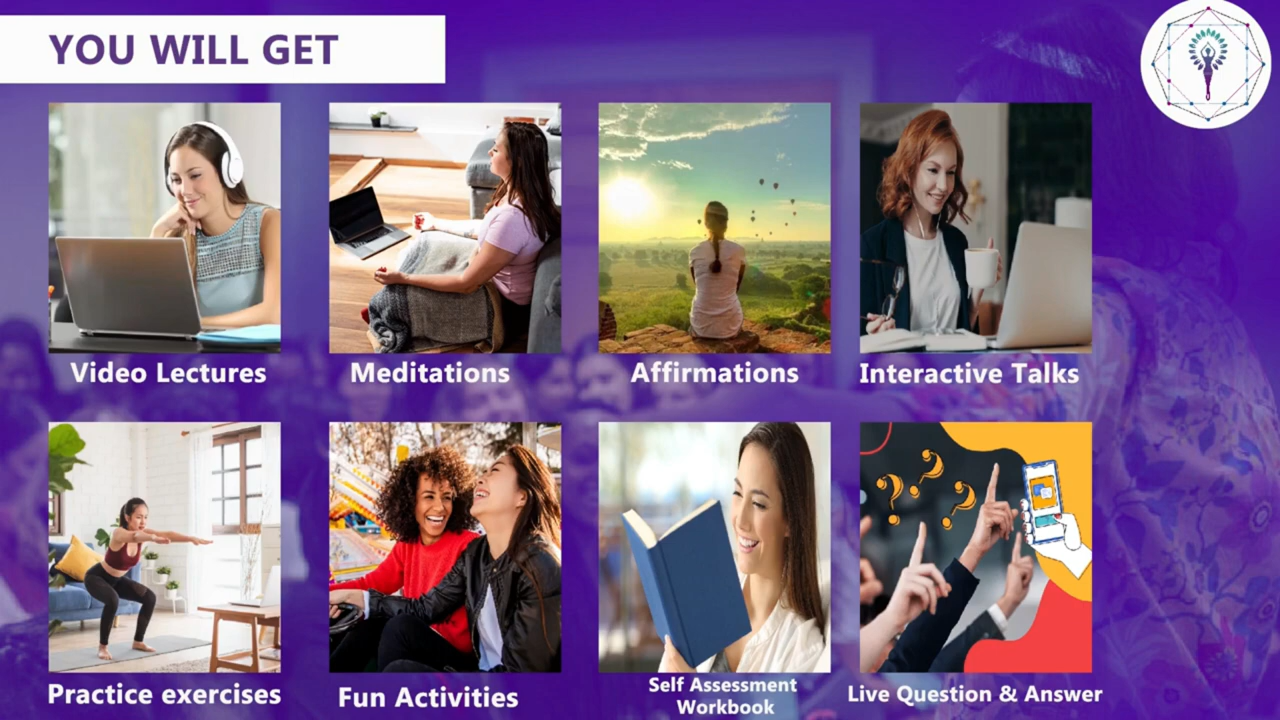 YOU WILL GET
Video Lectures
Meditations
Affirmations
Interactive Talks
Practice exercises
Fun Activities
Self Assessment
Workbook
Live Question & Answer